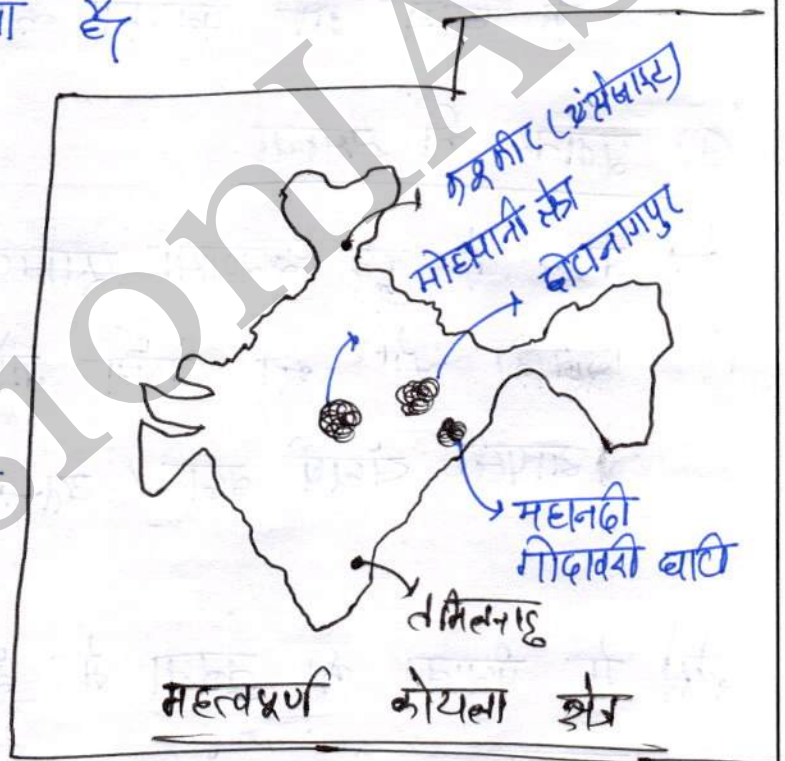 है
कश्मीर (एंथ्रेसाइट)
मोहपानी क्षेत्र
छोटानागपुर
महानदी
गोदावरी घाटी
तमिलनाडु
महत्वपूर्ण कोयला क्षेत्र